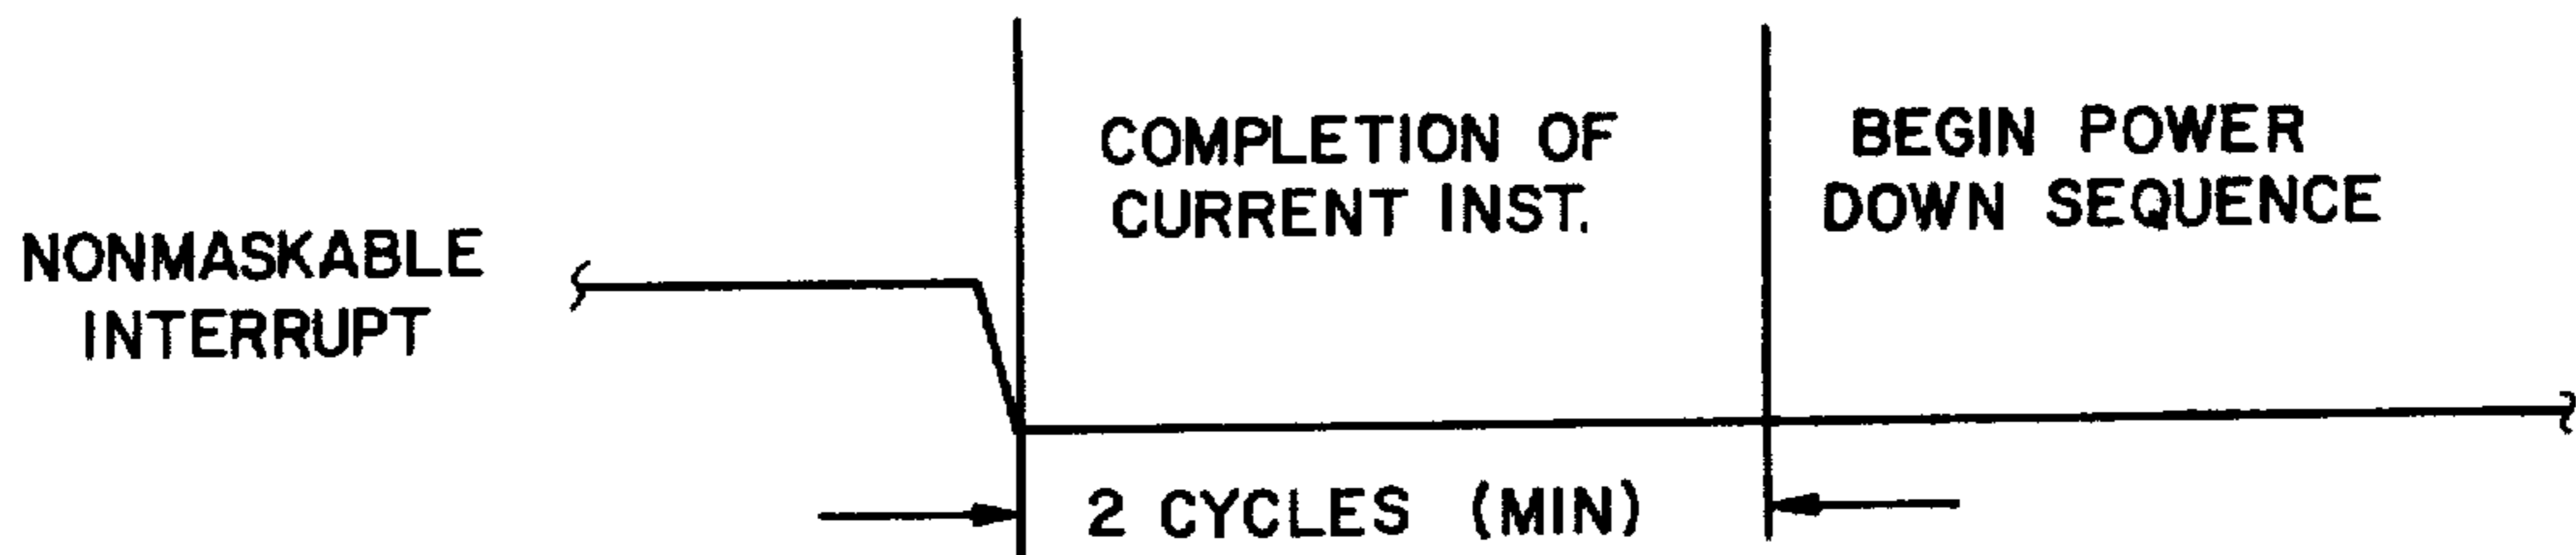 NONMASKABLE
INTERRUPT
COMPLETION OF
CURRENT INST.
BEGIN POWER
DOWN SEQUENCE
2 CYCLES (MIN)